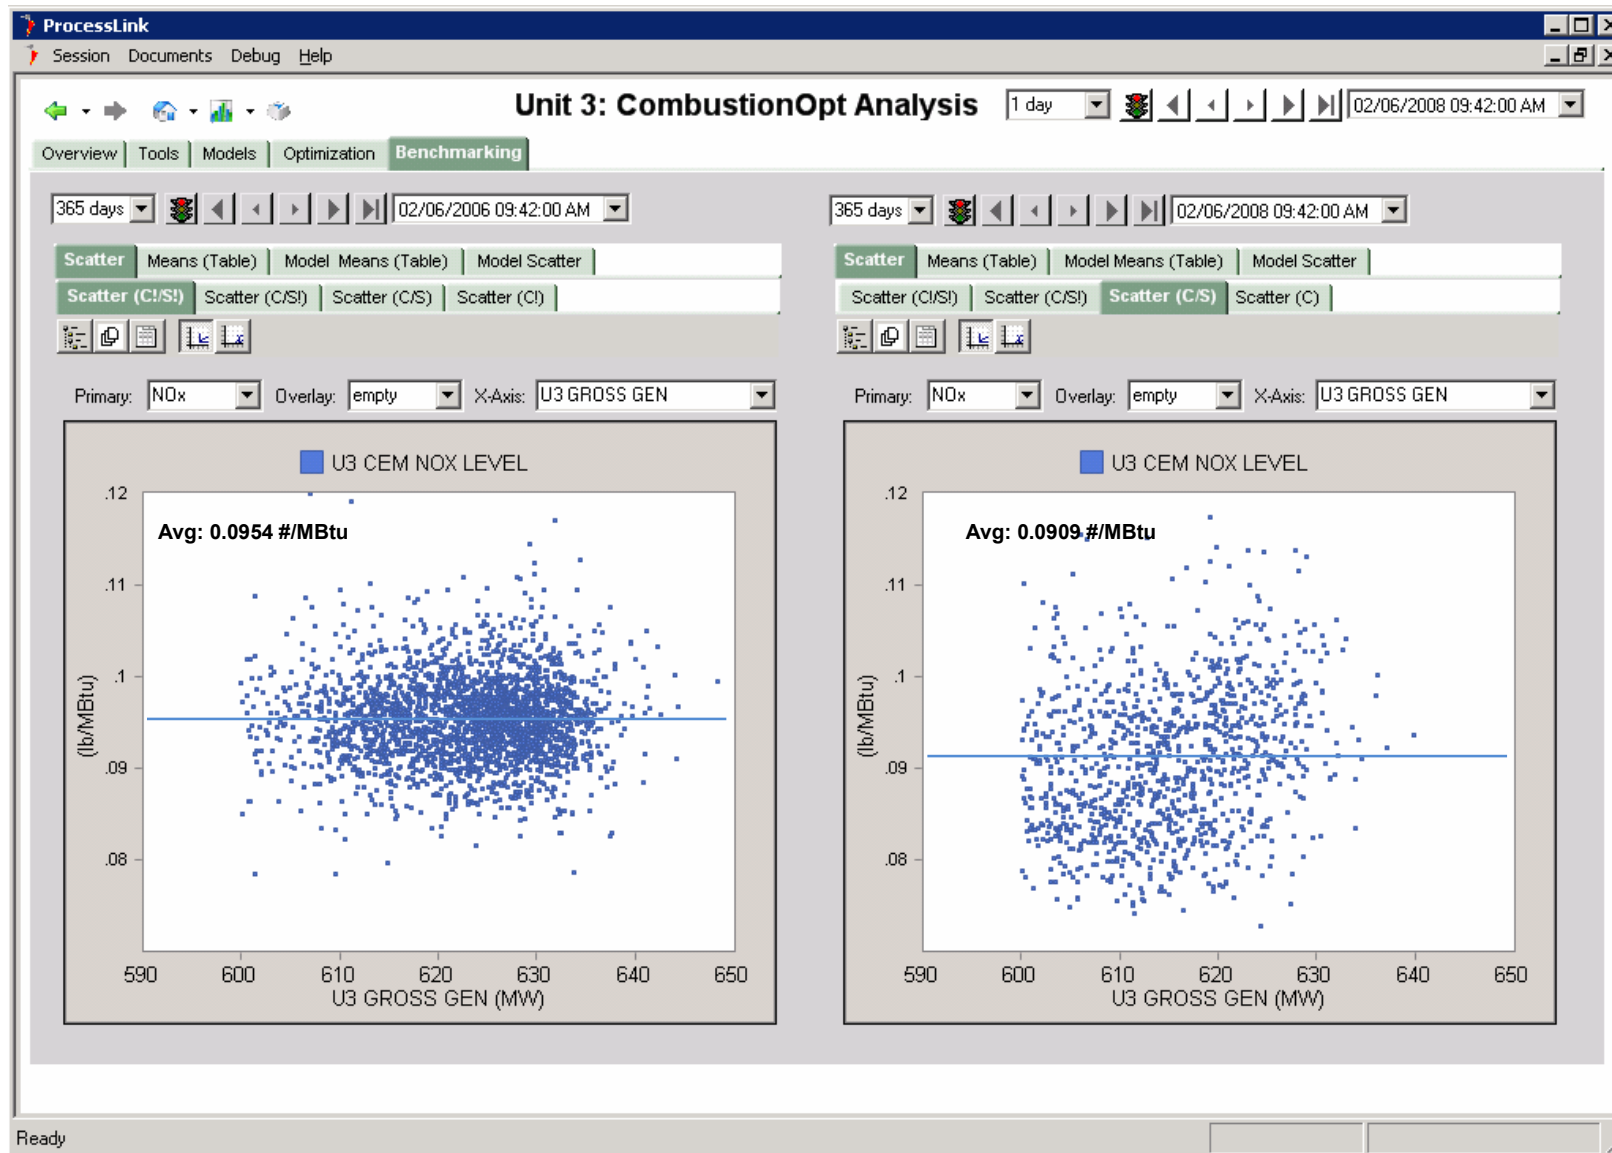 ProcessLink
Session Documents Debug Help
Unit 3: CombustionOpt Analysis 1 day 02/06/2008 09:42:00 AM
Overview Tools Models Optimization Benchmarking
365 days 02/06/2006 09:42:00 AM
Scatter Means (Table) Model Means (Table) Model Scatter
Scatter (C!/S!) Scatter (C/S!) Scatter (C/S) Scatter (C!)
Primary: NOx Overlay: empty X-Axis: U3 GROSS GEN
U3 CEM NOX LEVEL
Avg: 0.0954 #/MBtu
.12
.11
.1
.09
.08
(lb/MBtu)
590 600 610 620 630 640 650
U3 GROSS GEN (MW)
365 days 02/06/2008 09:42:00 AM
Scatter Means (Table) Model Means (Table) Model Scatter
Scatter (C!/S!) Scatter (C/S!) Scatter (C/S) Scatter (C)
Primary: NOx Overlay: empty X-Axis: U3 GROSS GEN
U3 CEM NOX LEVEL
Avg: 0.0909 #/MBtu
.12
.11
.1
.09
.08
(lb/MBtu)
590 600 610 620 630 640 650
U3 GROSS GEN (MW)
Ready